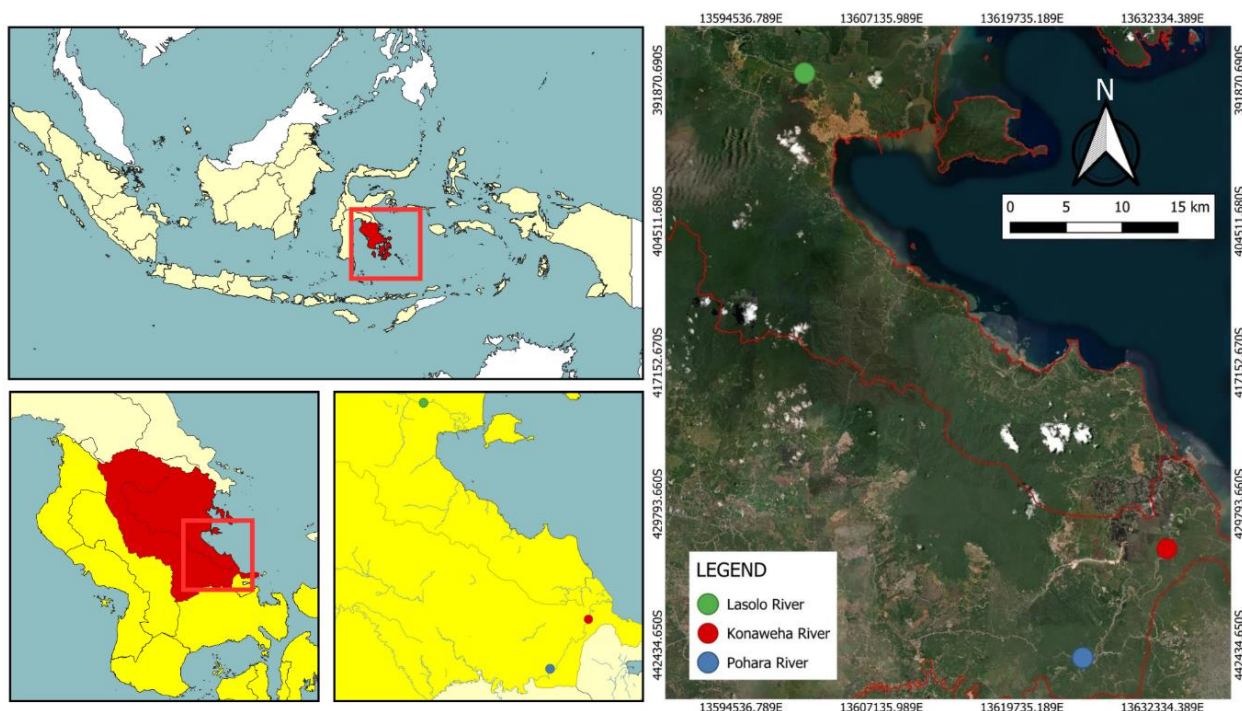 13594536.789E 13607135.989E 13619735.189E 13632334.389E
391870.690S
404511.680S
417152.670S
429793.660S
442434.650S
N
0 5 10 15 km
391870.690S
404511.680S
417152.670S
429793.660S
442434.650S
LEGEND
Lasolo River
Konaweha River
Pohara River
13594536.789E 13607135.989E 13619735.189E 13632334.389E